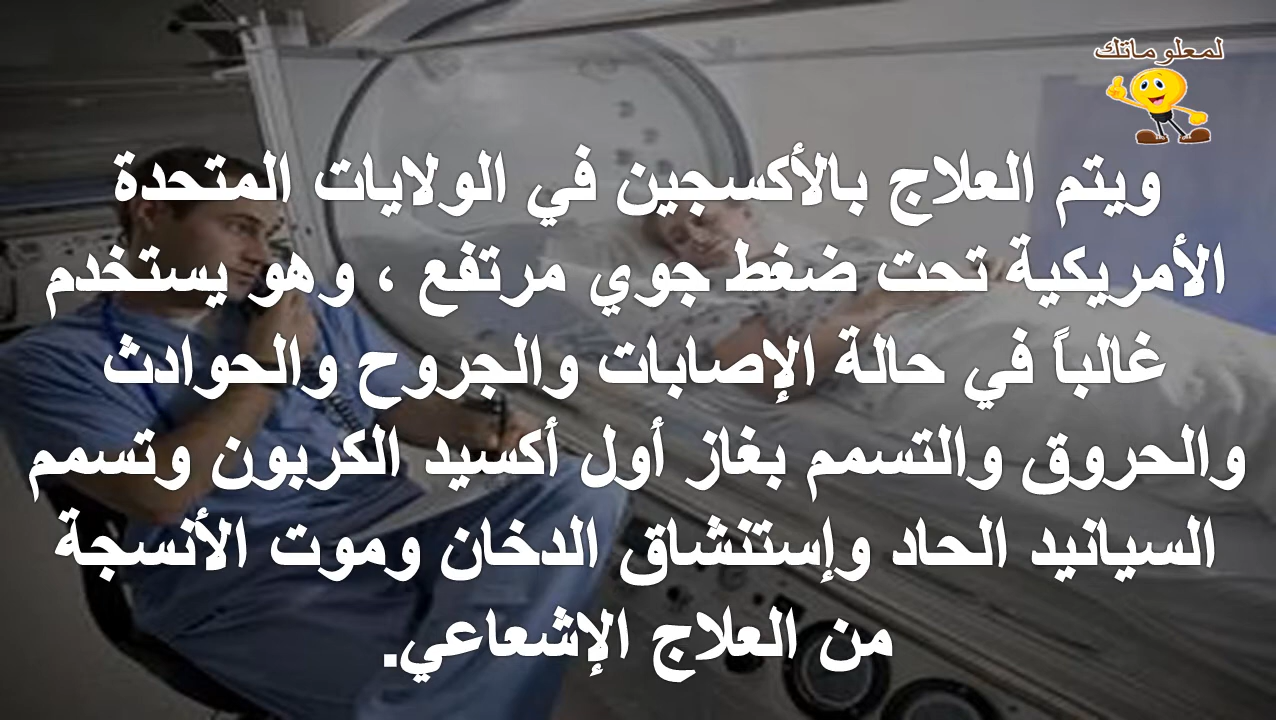 لمعلوماتك
ويتم العلاج بالأكسجين في الولايات المتحدة
الأمريكية تحت ضغط جوي مرتفع ، وهو يستخدم
غالباً في حالة الإصابات والجروح والحوادث
والحروق والتسمم بغاز أول أكسيد الكربون وتسمم
السيانيد الحاد وإستنشاق الدخان وموت الأنسجة
من العلاج الإشعاعي.